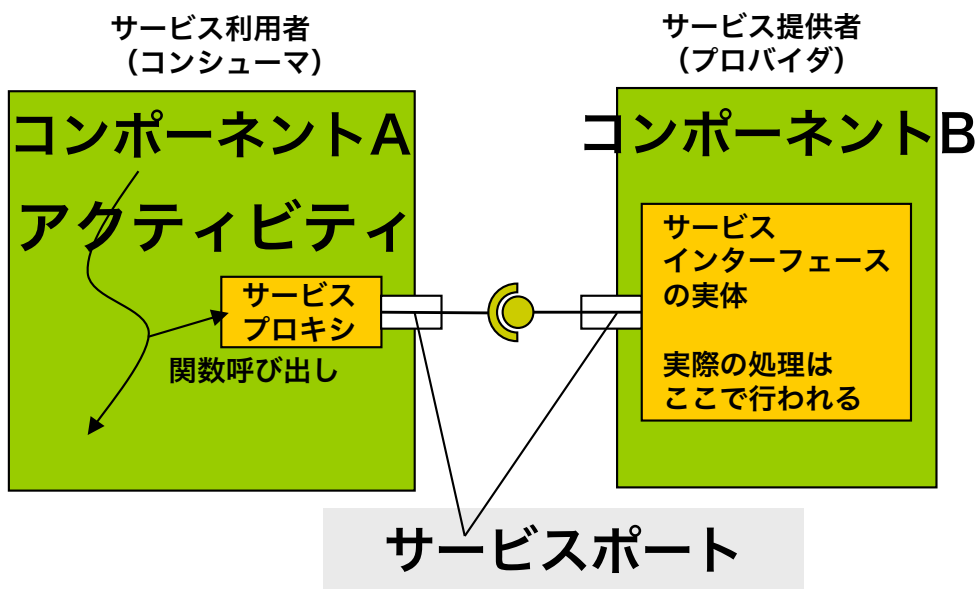 サービス利用者
（コンシューマ）
サービス提供者
（プロバイダ）
コンポーネントA
アクティビティ
サービス
プロキシ
関数呼び出し
コンポーネントB
サービス
インターフェース
の実体
実際の処理は
ここで行われる
サービスポート